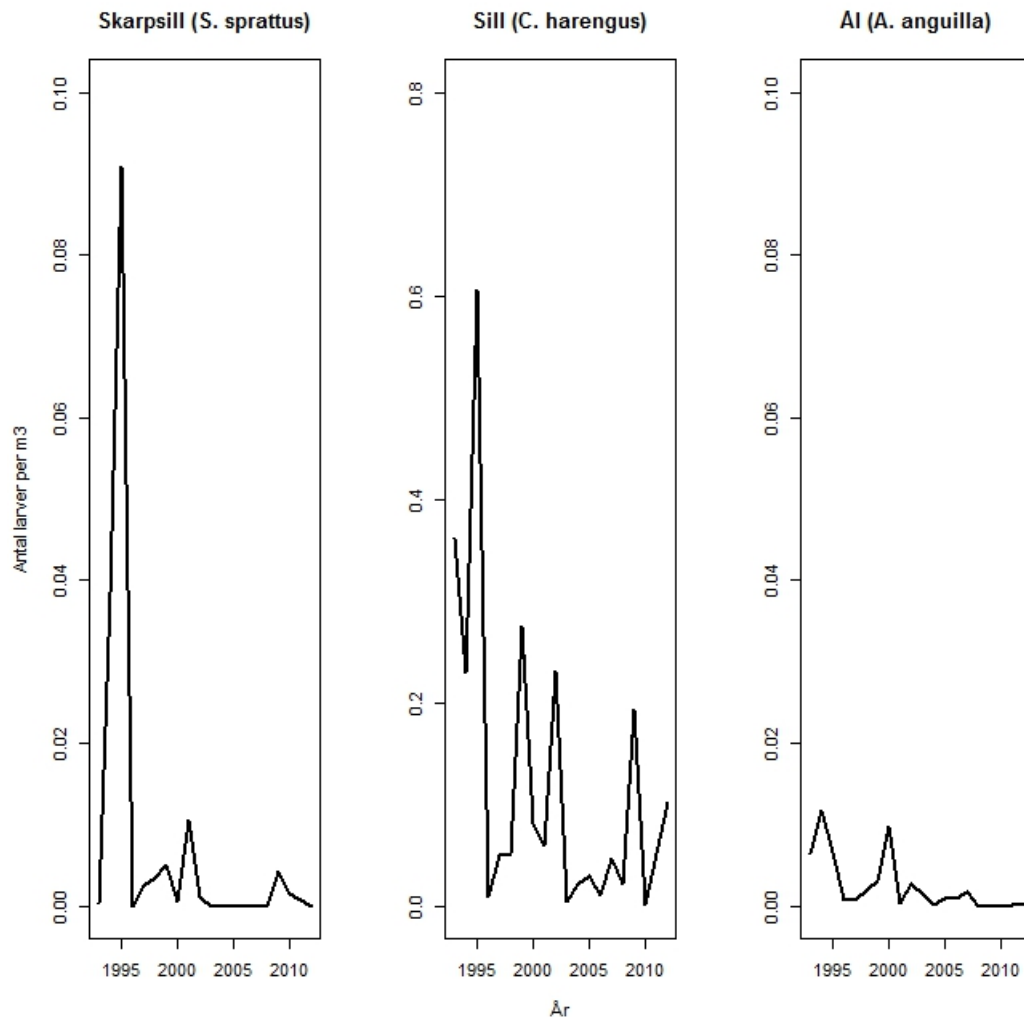 Skarpsill (S. sprattus)
Sill (C. harengus)
Ål (A. anguilla)
Antal larver per m3
0.10
0.08
0.06
0.04
0.02
0.00
0.8
0.6
0.4
0.2
0.0
0.10
0.08
0.06
0.04
0.02
0.00
1995 2000 2005 2010
1995 2000 2005 2010
1995 2000 2005 2010
År